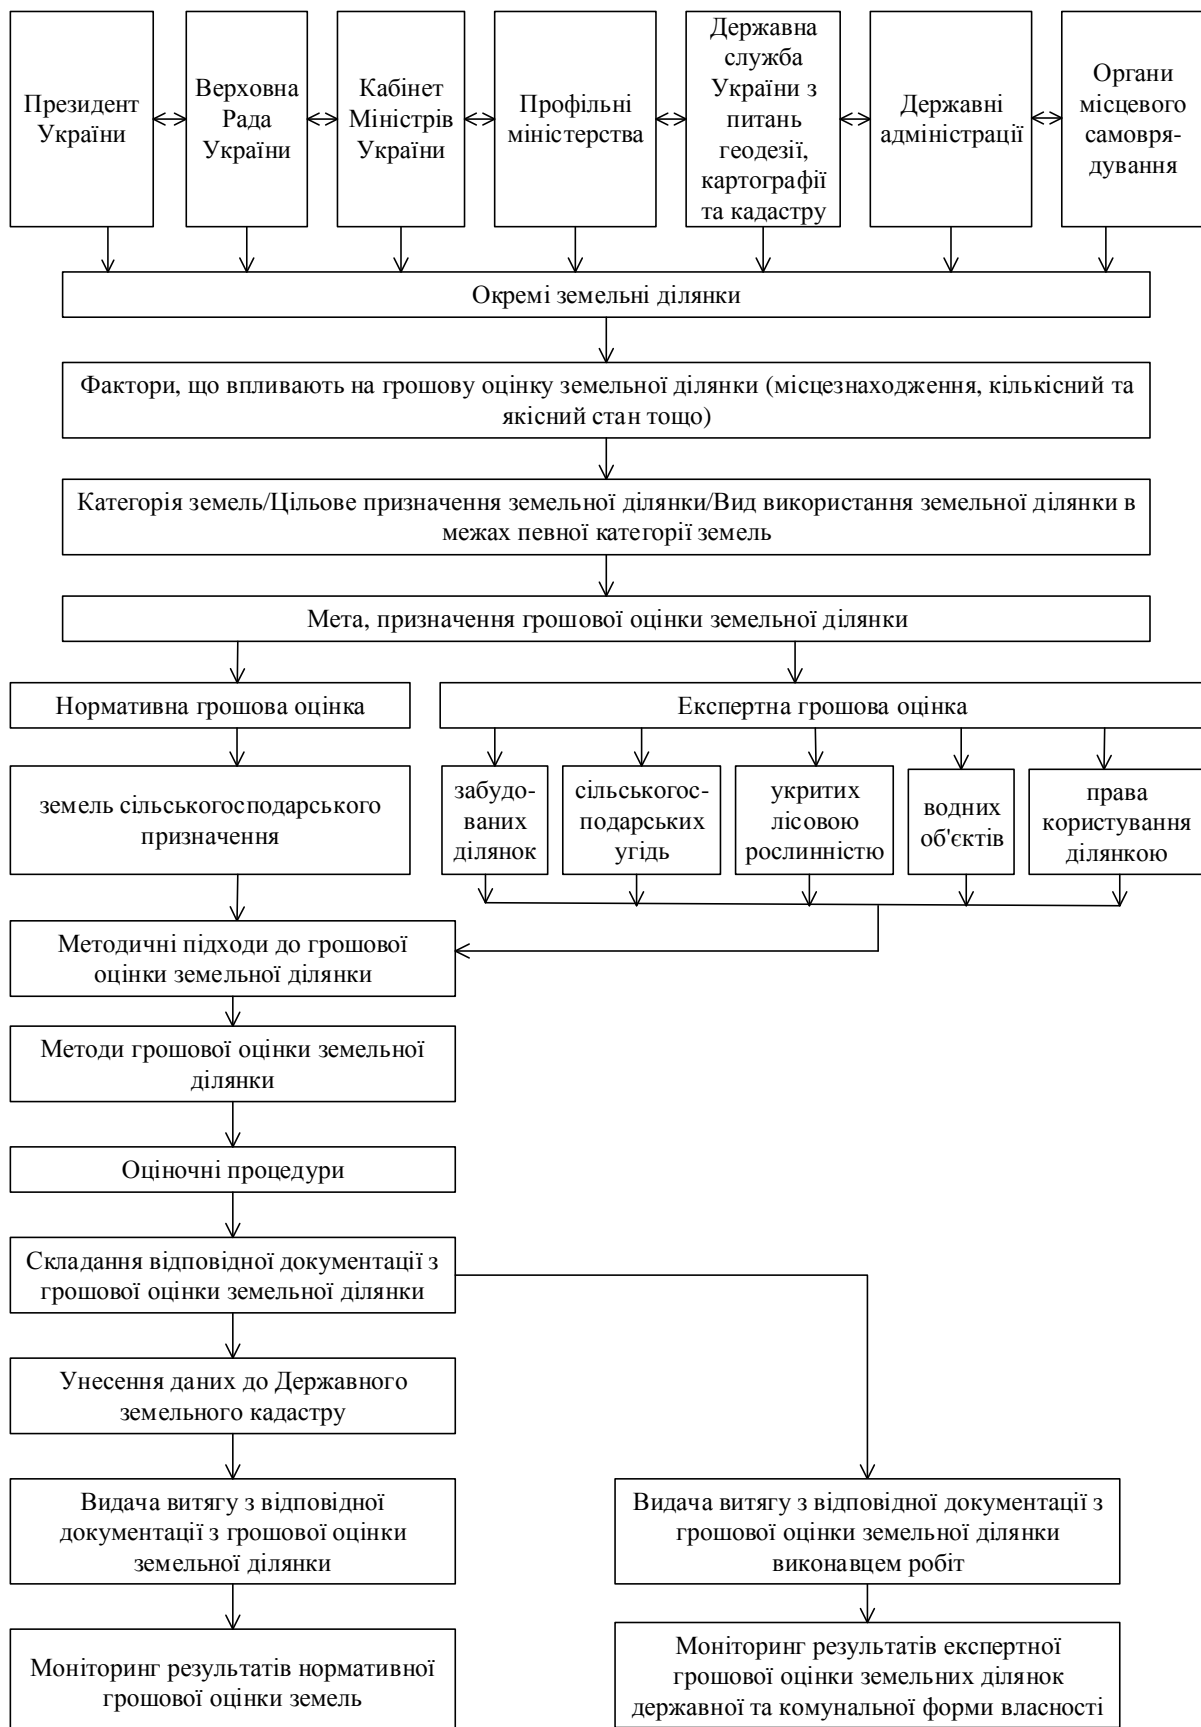 Президент
України
Верховна
Рада
України
Кабінет
Міністрів
України
Профільні
міністерства
Державна
служба
України з
питань
геодезії,
картографії
та кадастру
Державні
адміністрації
Органи
місцевого
самовря-
дування
Окремі земельні ділянки
Фактори, що впливають на грошову оцінку земельної ділянки (місцезнаходження, кількісний та
якісний стан тощо)
Категорія земель/Цільове призначення земельної ділянки/Вид використання земельної ділянки в
межах певної категорії земель
Мета, призначення грошової оцінки земельної ділянки
Нормативна грошова оцінка
Експертна грошова оцінка
земель сільськогосподарського
призначення
забудо-
ваних
ділянок
сільськогос-
подарських
угідь
укритих
лісовою
рослинністю
водних
об'єктів
права
користування
ділянкою
Методичні підходи до грошової
оцінки земельної ділянки
Методи грошової оцінки земельної
ділянки
Оціночні процедури
Складання відповідної документації з
грошової оцінки земельної ділянки
Унесення даних до Державного
земельного кадастру
Видача витягу з відповідної
документації з грошової оцінки
земельної ділянки
Видача витягу з відповідної документації з
грошової оцінки земельної ділянки
виконавцем робіт
Моніторинг результатів нормативної
грошової оцінки земель
Моніторинг результатів експертної
грошової оцінки земельних ділянок
державної та комунальної форми власності